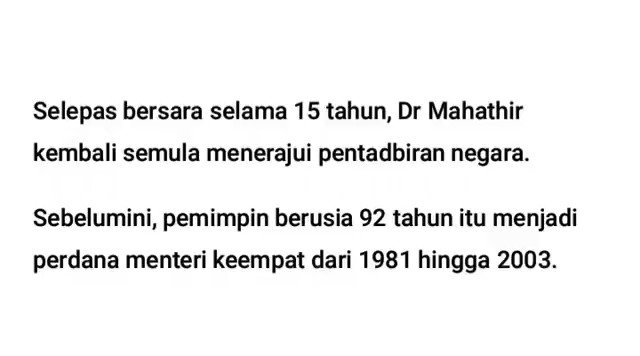 Selepas bersara selama 15 tahun, Dr Mahathir
kembali semula menerajui pentadbiran negara.
Sebelumini, pemimpin berusia 92 tahun itu menjadi
perdana menteri keempat dari 1981 hingga 2003.